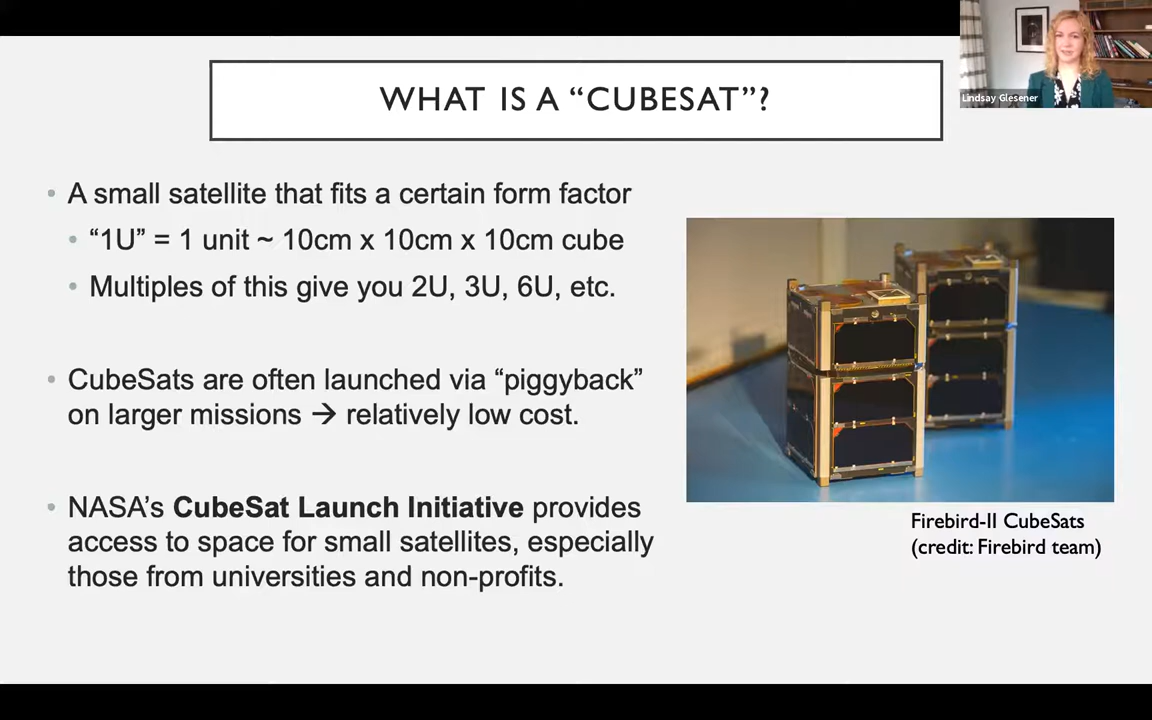 WHAT IS A “CUBESAT”?
Lindsay Glesener
• A small satellite that fits a certain form factor
• “1U” = 1 unit ~ 10cm x 10cm x 10cm cube
• Multiples of this give you 2U, 3U, 6U, etc.
• CubeSats are often launched via “piggyback”
on larger missions → relatively low cost.
• NASA’s CubeSat Launch Initiative provides
access to space for small satellites, especially
those from universities and non-profits.
Firebird-II CubeSats
(credit: Firebird team)